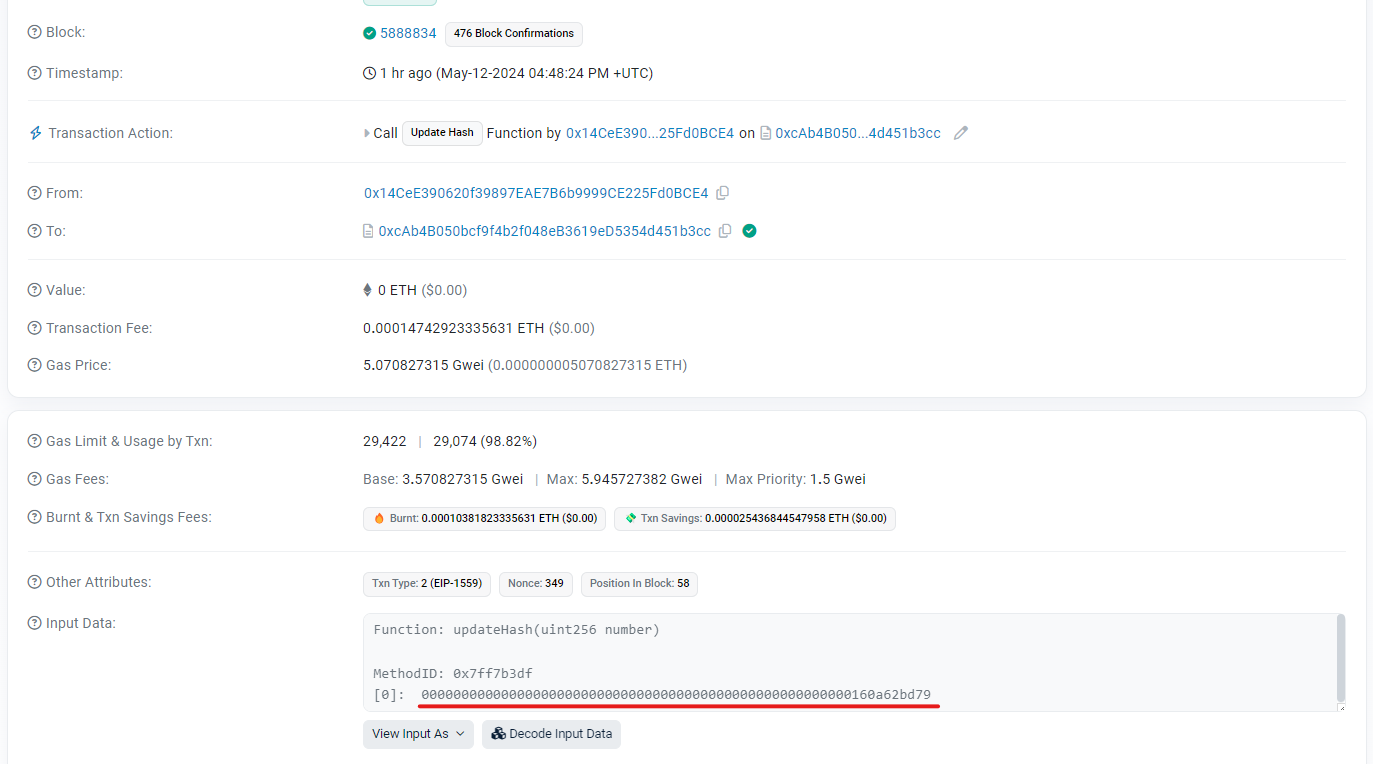 Block: 5888834 476 Block Confirmations
Timestamp: 1 hr ago (May-12-2024 04:48:24 PM +UTC)
Transaction Action: Call Update Hash Function by 0x14CeE390...25Fd0BCE4 on 0xcAb4B050...4d451b3cc
From: 0x14CeE390620f39897EAE7B6b9999CE225Fd0BCE4
To: 0xcAb4B050bcf9f4b2f048eB3619eD5354d451b3cc
Value: 0 ETH ($0.00)
Transaction Fee: 0.00014742923335631 ETH ($0.00)
Gas Price: 5.070827315 Gwei (0.000000005070827315 ETH)
Gas Limit & Usage by Txn: 29,422 | 29,074 (98.82%)
Gas Fees: Base: 3.570827315 Gwei | Max: 5.945727382 Gwei | Max Priority: 1.5 Gwei
Burnt & Txn Savings Fees: Burnt: 0.00010381823335631 ETH ($0.00) Txn Savings: 0.000025436844547958 ETH ($0.00)
Other Attributes: Txn Type: 2 (EIP-1559) Nonce: 349 Position In Block: 58
Input Data: Function: updateHash(uint256 number)
MethodID: 0x7ff7b3df
[0]: 000000000000000000000000000000000000000000000000000000160a62bd79
View Input As Decode Input Data